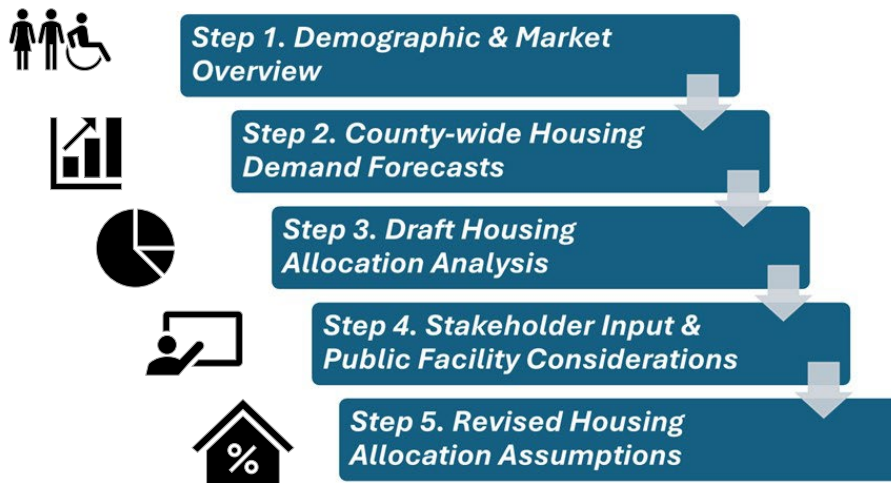 Step 1. Demographic & Market
Overview
Step 2. County-wide Housing
Demand Forecasts
Step 3. Draft Housing
Allocation Analysis
Step 4. Stakeholder Input &
Public Facility Considerations
Step 5. Revised Housing
Allocation Assumptions
%